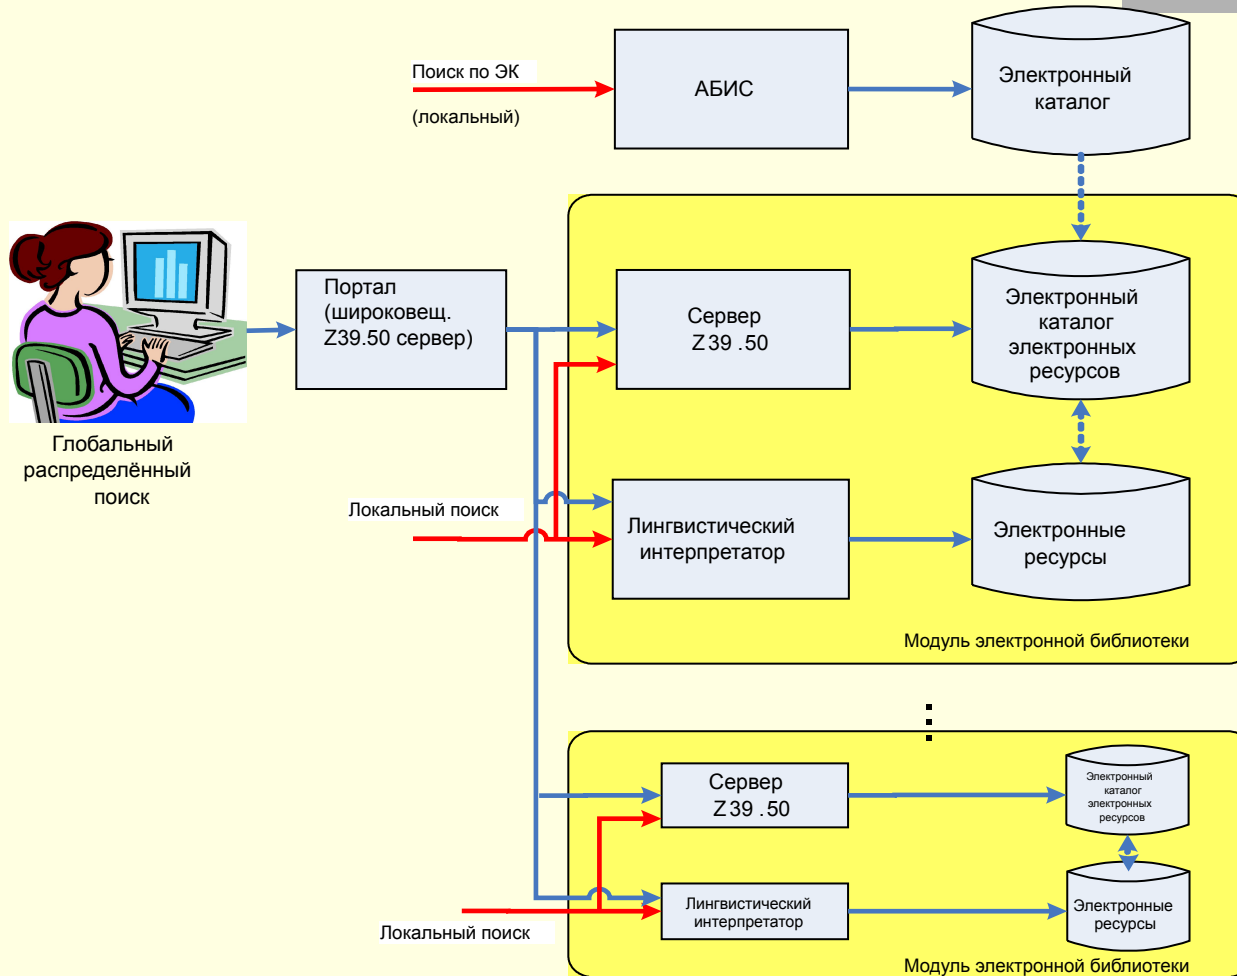 Поиск по ЭК
(локальный)
АБИС
Электронный
каталог
Портал
(широковещ.
Z39.50 сервер)
Сервер
Z39.50
Электронный
каталог
электронных
ресурсов
Глобальный
распределённый
поиск
Локальный поиск
Лингвистический
интерпретатор
Электронные
ресурсы
Модуль электронной библиотеки
Сервер
Z39.50
Электронный
каталог
электронных
ресурсов
Локальный поиск
Лингвистический
интерпретатор
Электронные
ресурсы
Модуль электронной библиотеки